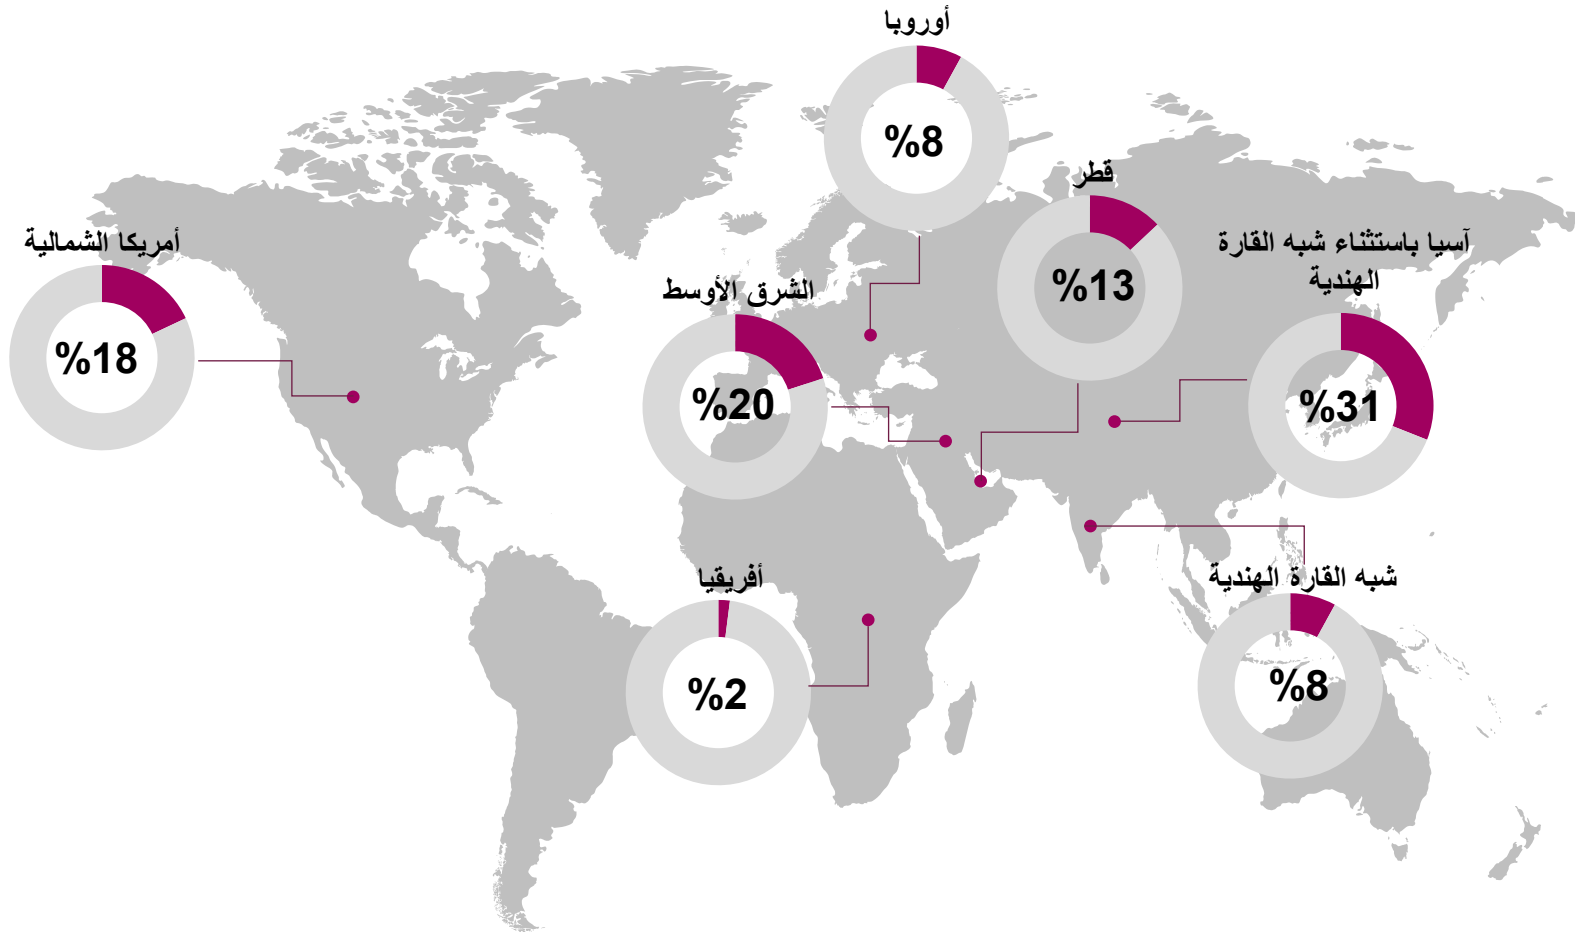 أوروبا
%8
قطر
%13
أمريكا الشمالية
%18
الشرق الأوسط
%20
آسيا باستثناء شبه القارة
الهندية
%31
أفريقيا
%2
شبه القارة الهندية
%8